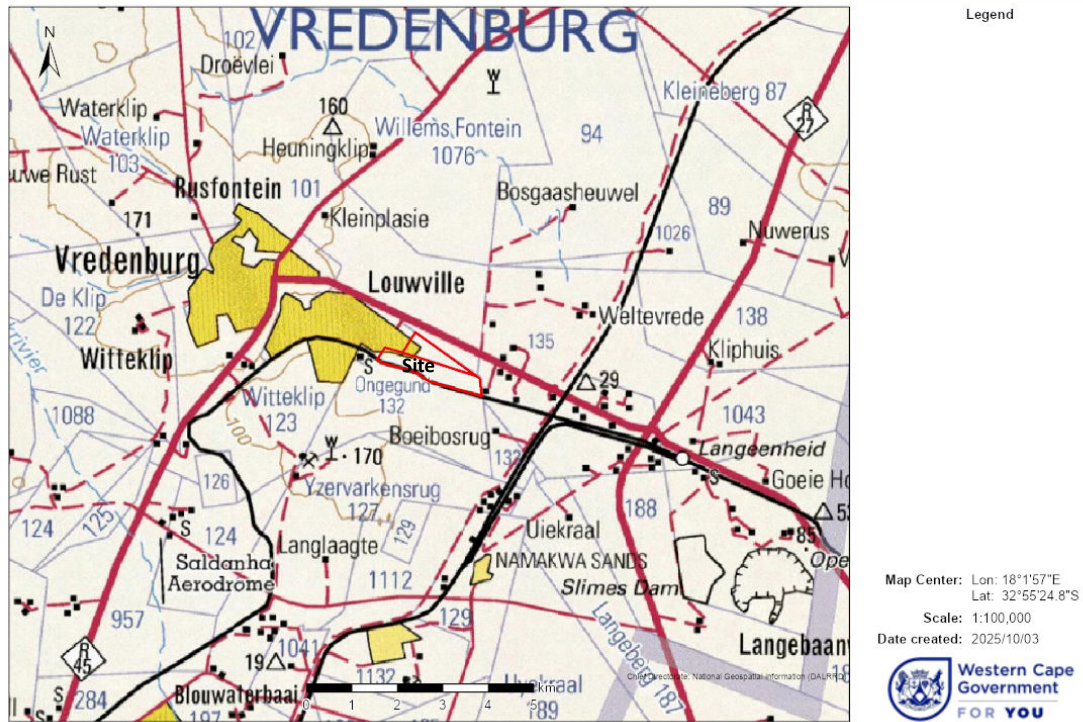 Legend
VREDENBURG
N
102
Droëvlei
Kleineberg 87
R
27
W
Waterklip
160
Waterklip
103
Heuningklip
Willems Fontein
1076
94
uwe Rust
Rusfontein
101
Bosgaasheuwel
89
171
Kleinplasie
1026
Nuwerus
Vredenburg
Louwville
De Klip
122
Weltevrede
138
135
Witteklip
S
Site
Kliphuis
Ongegund
132
29
Witteklip
123
1088
1043
100
Boeibosrug
Langeenheid
W
170
132
S
Goeie Ho
126
Yzervarkensrug
127
188
124
125
124
S
129
Uiekraal
85
Langlaagte
Ope
Saldanha
Aerodrome
NAMAKWA SANDS
1112
Slimes Dam
957
129
Langeberg 187
1041
Langebaanw
R
45
19
1132
Chief Directorate: National Geospatial Information (DALRRD)
284
S
Blouwaterbaai
km
0 1 2 3 4 5
197
189
Map Center: Lon: 18°1'57"E
Lat: 32°55'24.8"S
Scale: 1:100,000
Date created: 2025/10/03
Western Cape
Government
FOR YOU